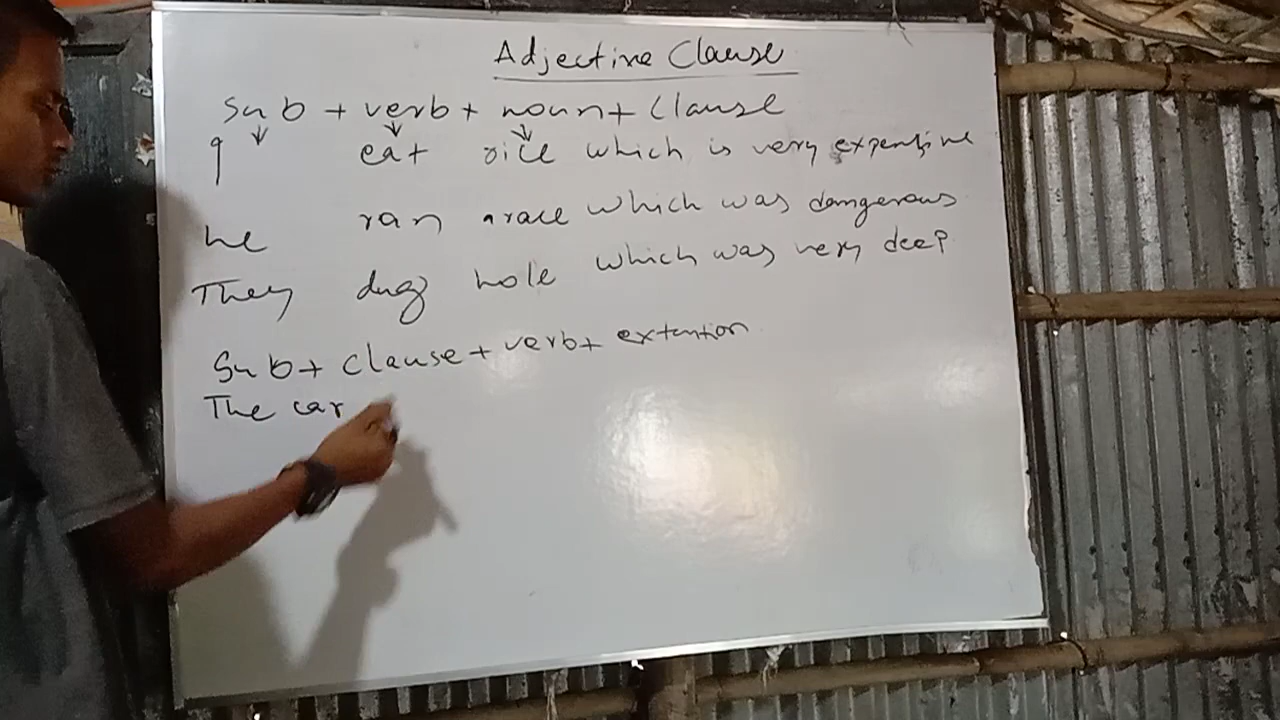 Adjective Clause
Sub + verb + noun + Clause
I eat rice which is very expensive
he ran a race which was dangerous
They dug hole which was very deep
Sub + clause + verb + extention
The car